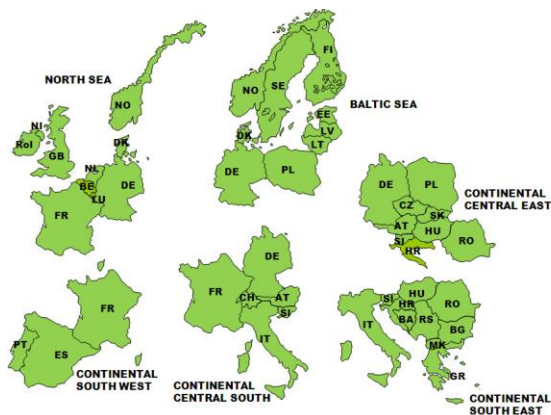 NORTH SEA
NO
NI
RoI
GB
DK
NL
BE
LU
DE
FR
FI
NO
SE
BALTIC SEA
EE
LV
LT
DK
DE
PL
DE
PL
CONTINENTAL
CENTRAL EAST
CZ
SK
AT
HU
SI
HR
RO
FR
PT
ES
CONTINENTAL
SOUTH WEST
DE
FR
CH
AT
SI
IT
CONTINENTAL
CENTRAL SOUTH
IT
SI
HU
HR
RO
BA
RS
BG
MK
GR
CONTINENTAL
SOUTH EAST